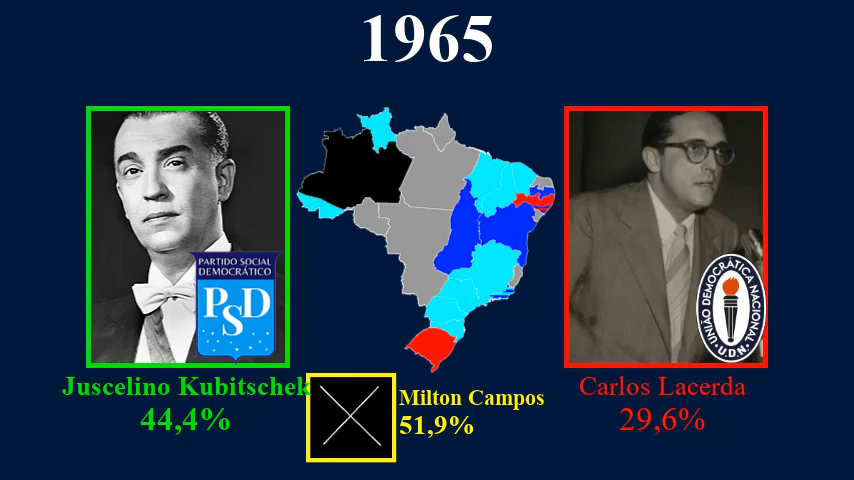 1965
PARTIDO SOCIAL
DEMOCRÁTICO
PSD
UNIÃO DEMOCRÁTICA NACIONAL
U.D.N.
Juscelino Kubitschek
44,4%
Milton Campos
51,9%
Carlos Lacerda
29,6%